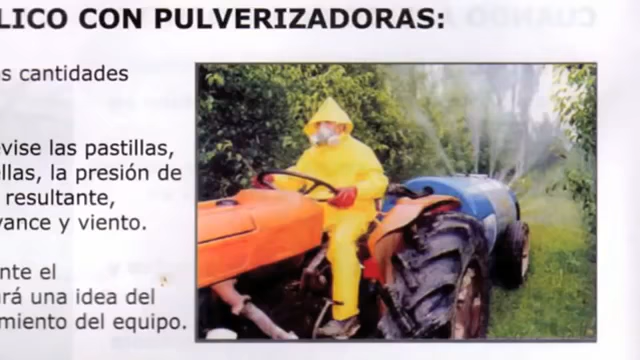 LICO CON PULVERIZADORAS:
s cantidades
vise las pastillas,
llas, la presión de
resultante,
vance y viento.
nte el
rá una idea del
miento del equipo.